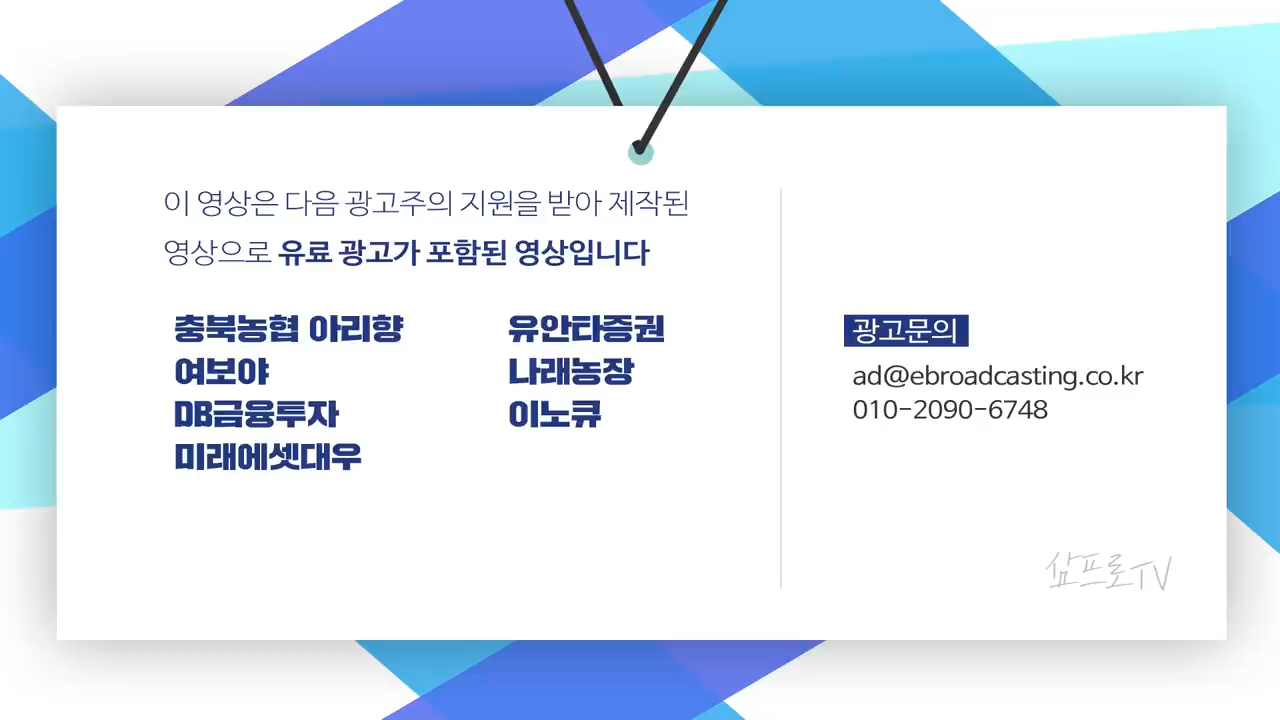 이 영상은 다음 광고주의 지원을 받아 제작된
영상으로 유료 광고가 포함된 영상입니다
충북농협 아리향
여보야
DB금융투자
미래에셋대우
유안타증권
나래농장
이노큐
광고문의
ad@ebroadcasting.co.kr
010-2090-6748
삼프로TV